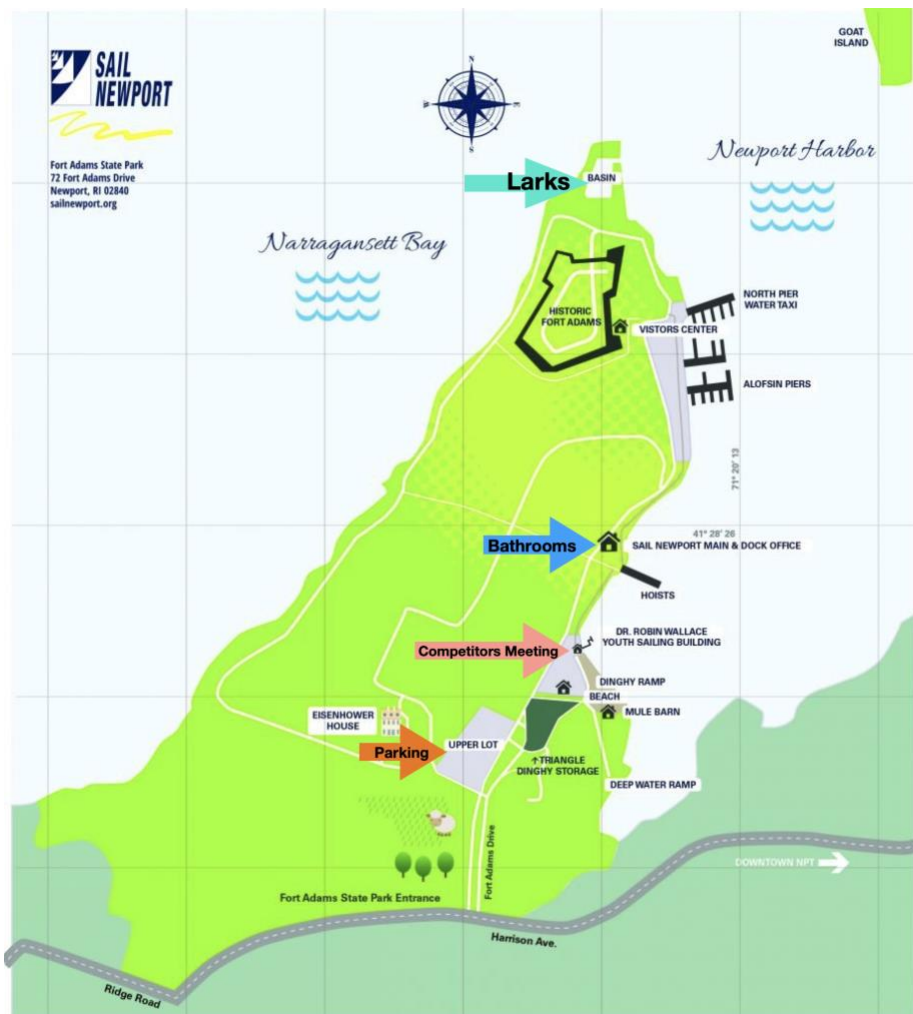 SAIL
NEWPORT
Fort Adams State Park
72 Fort Adams Drive
Newport, RI 02840
sailnewport.org
N
W
E
S
GOAT
ISLAND
Newport Harbor
Larks
BASIN
Narragansett Bay
NORTH PIER
WATER TAXI
HISTORIC
FORT ADAMS
VISTORS CENTER
ALOFSIN PIERS
71° 20' 13
41° 28' 26
Bathrooms
SAIL NEWPORT MAIN & DOCK OFFICE
HOISTS
DR. ROBIN WALLACE
YOUTH SAILING BUILDING
Competitors Meeting
DINGHY RAMP
BEACH
MULE BARN
EISENHOWER
HOUSE
Parking
UPPER LOT
↑TRIANGLE
DINGHY STORAGE
DEEP WATER RAMP
Fort Adams Drive
DOWNTOWN NPT
Fort Adams State Park Entrance
Harrison Ave.
Ridge Road